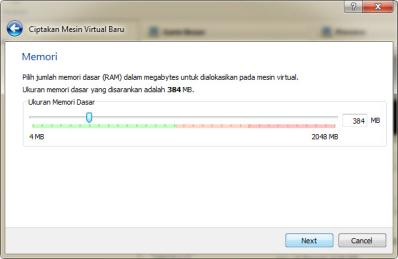 Ciptakan Mesin Virtual Baru
Memori
Pilih jumlah memori dasar (RAM) dalam megabytes untuk dialokasikan pada mesin virtual.
Ukuran memori dasar yang disarankan adalah 384 MB.
Ukuran Memori Dasar
384 MB
4 MB 2048 MB
Next Cancel